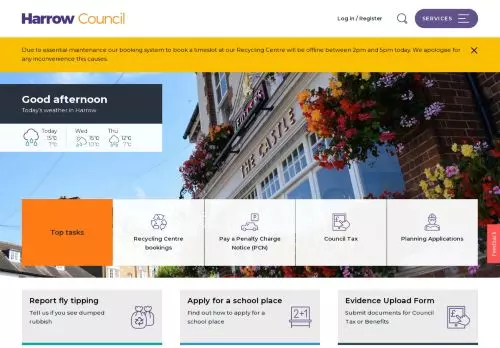 Harrow Council
Log in / Register
SERVICES
Due to essential maintenance our booking system to book a timeslot at our Recycling Centre will be offline between 2pm and 5pm today. We apologise for
any inconvenience this causes.
Good afternoon
Today's weather in Harrow
Today
15°C
7°C
Wed
15°C
10°C
Thu
12°C
7°C
THE CASTLE
Top tasks
Recycling Centre
bookings
Pay a Penalty Charge
Notice (PCN)
Council Tax
Planning Applications
Feedback
Report fly tipping
Tell us if you see dumped
rubbish
Apply for a school place
Find out how to apply for a
school place
2+1
Evidence Upload Form
Submit documents for Council
Tax or Benefits